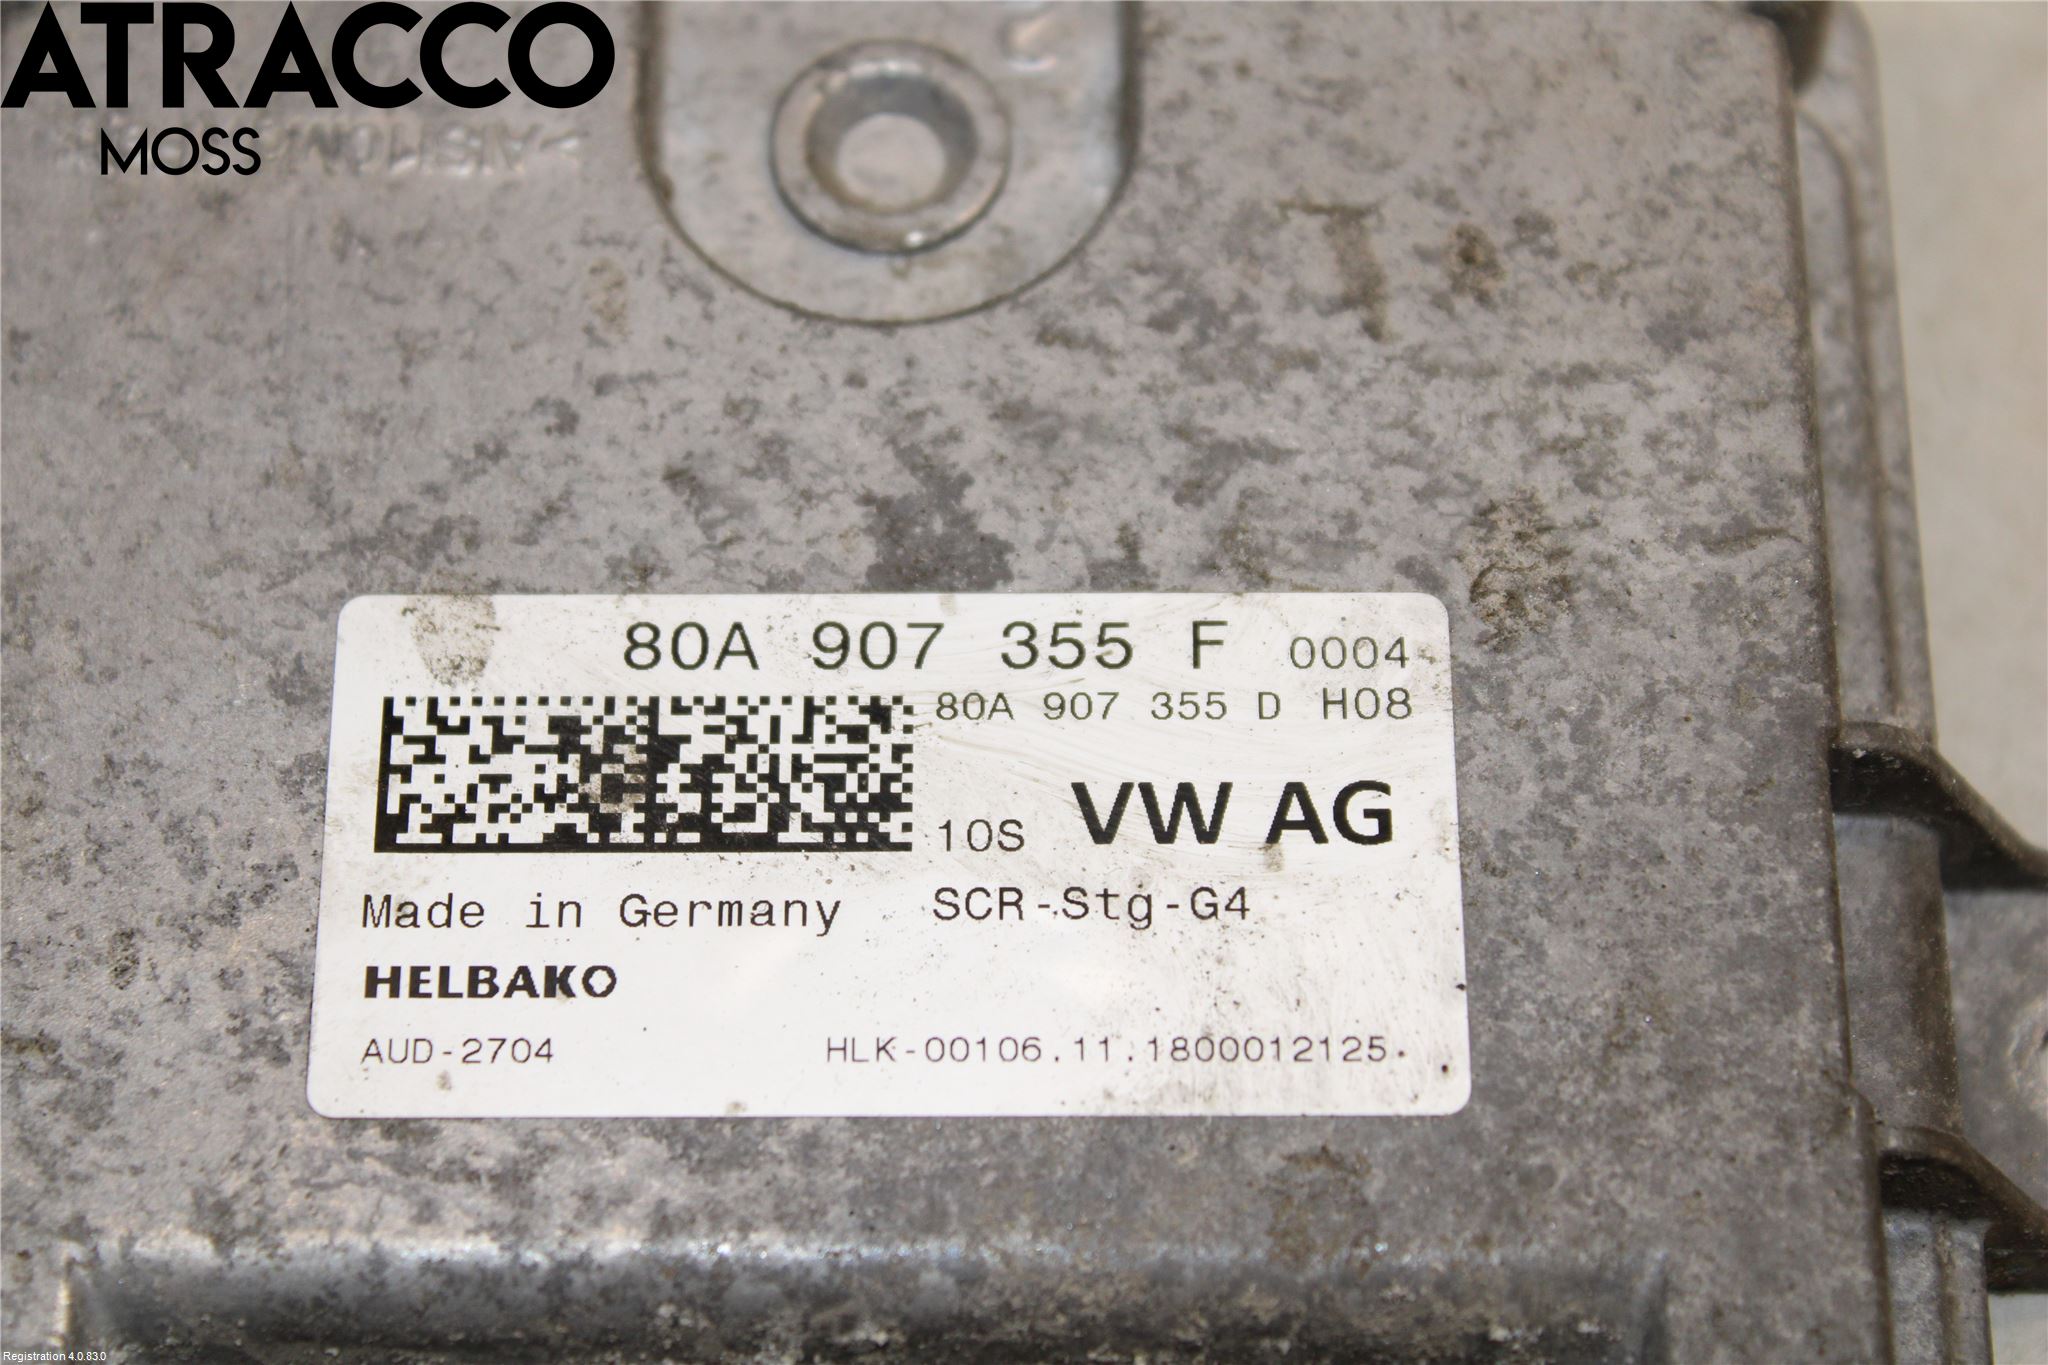 ATRACCO
MOSS
80A 907 355 F 0004
80A 907 355 D H08
10S VW AG
Made in Germany SCR-Stg-G4
HELBAKO
AUD-2704 HLK-00106.11.1800012125.
Registration 4.0.83.0